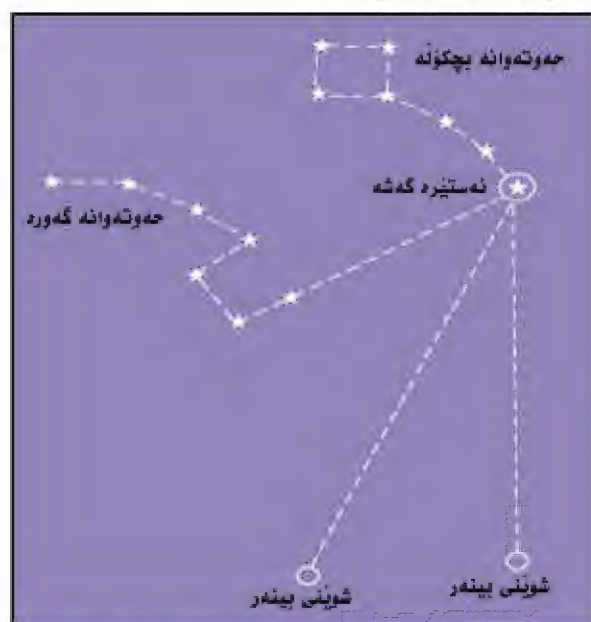 حەوتەوانە بچکۆڵە
ئەستێرە گەشە
حەوتەوانە گەورە
شوێنی بینەر
شوێنی بینەر